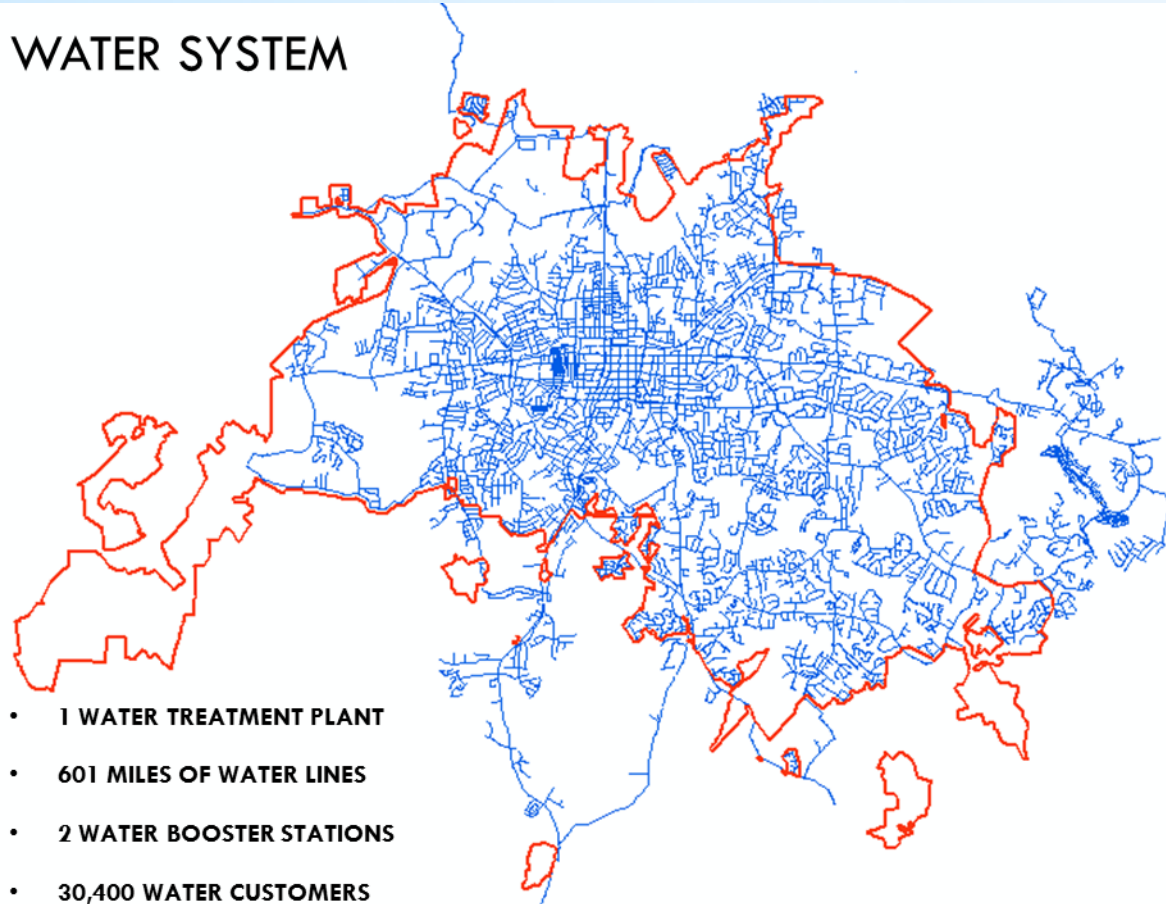 WATER SYSTEM
• 1 WATER TREATMENT PLANT
• 601 MILES OF WATER LINES
• 2 WATER BOOSTER STATIONS
• 30,400 WATER CUSTOMERS